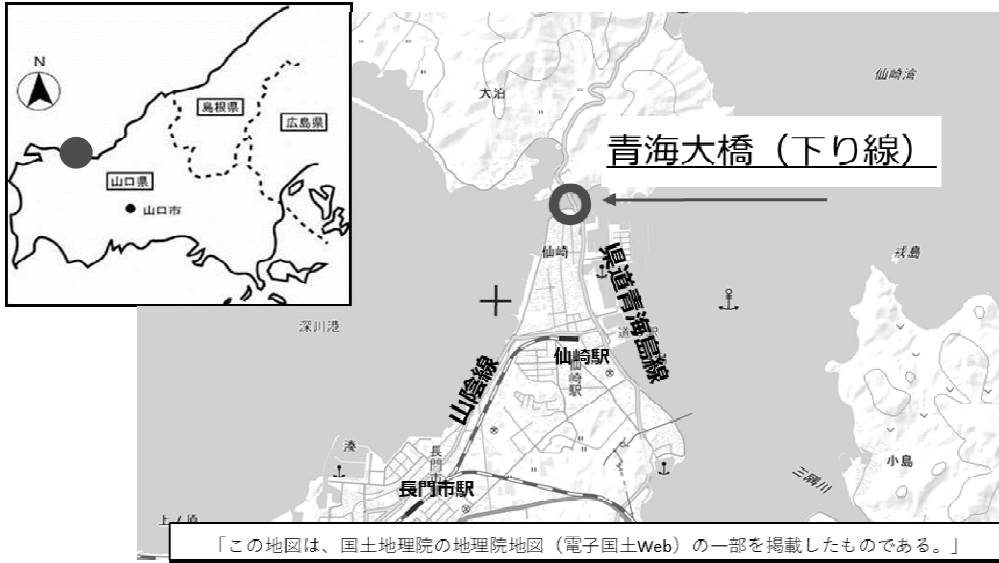 N
島根県
広島県
山口県
山口市
大泊
仙崎湾
青海大橋（下り線）
仙崎
県道青海島線
深川港
仙崎駅
仙崎駅
山陰線
湊
長門市駅
小島
三隅川
上ノ原
「この地図は、国土地理院の地理院地図（電子国土Web）の一部を掲載したものである。」